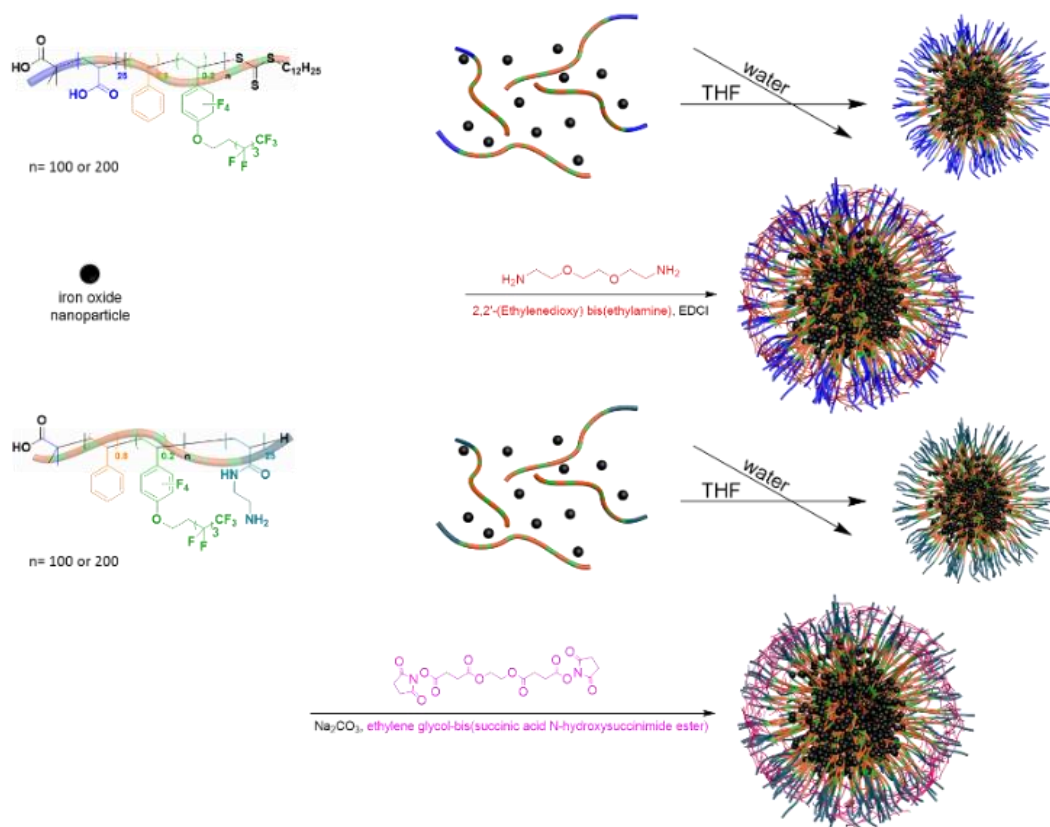 O
HO
25
HO
O
0.2
n
S
S
S
C12H25
F4
O
3
CF3
F
F
n= 100 or 200
water
THF
iron oxide
nanoparticle
H2N
O
O
NH2
2,2'-(Ethylenedioxy) bis(ethylamine), EDCI
O
HO
0.8
0.2
n
25
H
HN
O
F4
NH2
O
3
CF3
F
F
n= 100 or 200
water
THF
O
N
O
O
O
O
O
O
O
O
O
N
O
O
Na2CO3, ethylene glycol-bis(succinic acid N-hydroxysuccinimide ester)